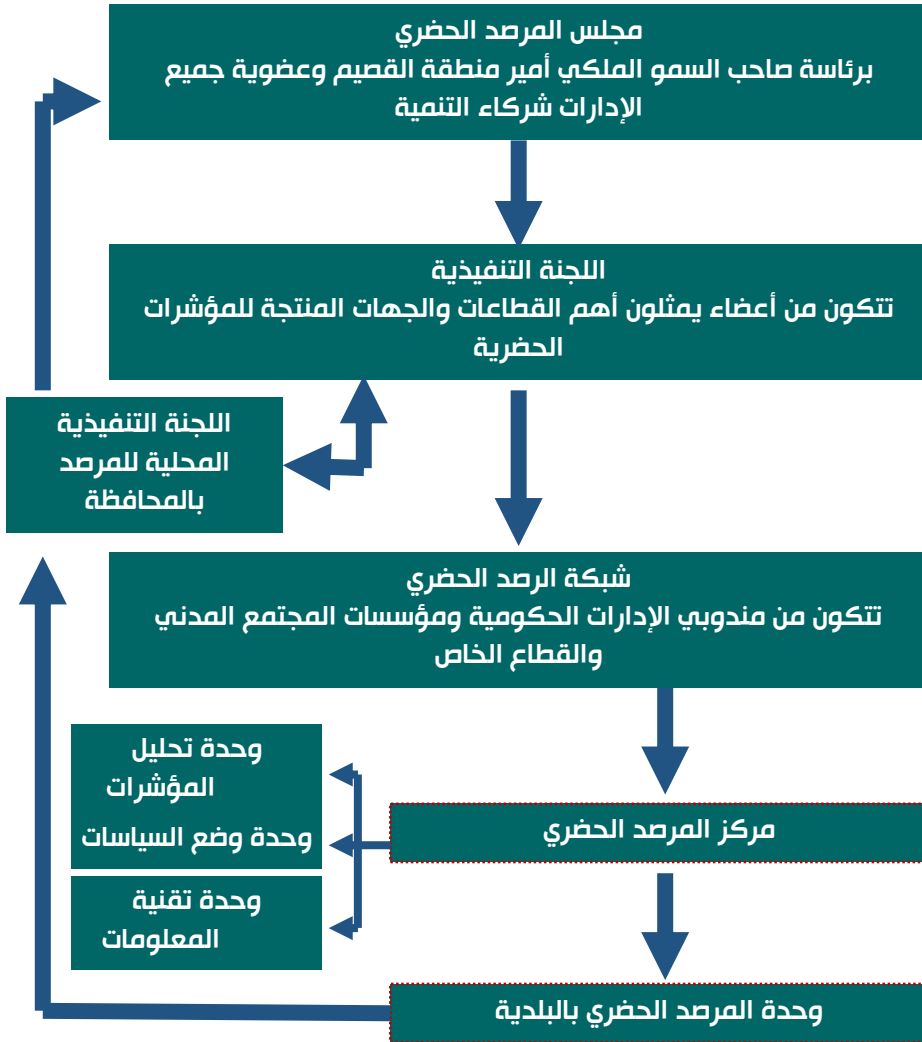 مجلس المرصد الحضري
برئاسة صاحب السمو الملكي أمير منطقة القصيم وعضوية جميع
الإدارات شركاء التنمية
اللجنة التنفيذية
تتكون من أعضاء يمثلون أهم القطاعات والجهات المنتجة للمؤشرات
الحضرية
اللجنة التنفيذية
المحلية للمرصد
بالمحافظة
شبكة الرصد الحضري
تتكون من مندوبي الإدارات الحكومية ومؤسسات المجتمع المدني
والقطاع الخاص
وحدة تحليل
المؤشرات
وحدة وضع السياسات
وحدة تقنية
المعلومات
مركز المرصد الحضري
وحدة المرصد الحضري بالبلدية